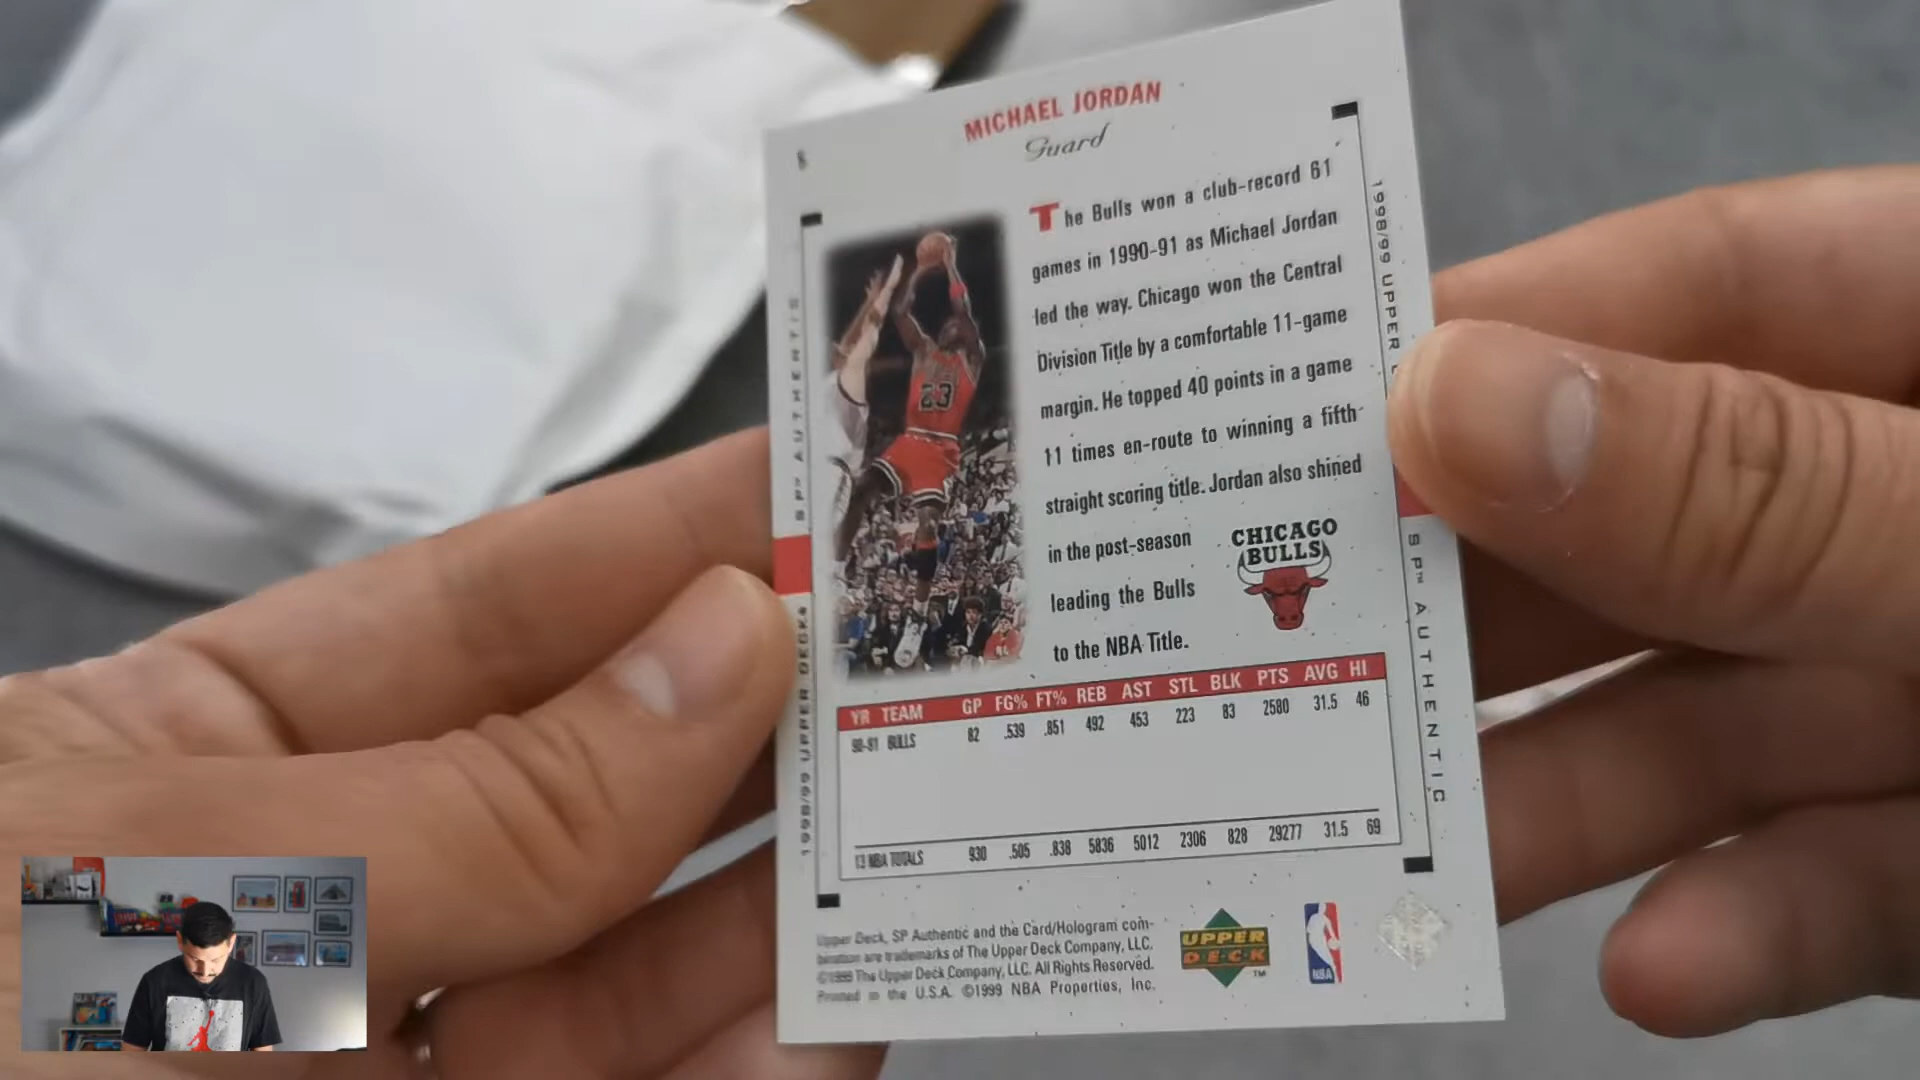 MICHAEL JORDAN
Guard
The Bulls won a club-record 61
games in 1990-91 as Michael Jordan
led the way. Chicago won the Central
Division Title by a comfortable 11-game
margin. He topped 40 points in a game
11 times en-route to winning a fifth
straight scoring title. Jordan also shined
in the post-season
leading the Bulls
to the NBA Title.
CHICAGO
BULLS
23
SP™ AUTHENTIC
1998/99 UPPER DECK
1998/99 UPPER
SP™ AUTHENTIC
YR TEAM GP FG% FT% REB AST STL BLK PTS AVG HI
90-91 BULLS 82 .539 .851 492 453 223 83 2580 31.5 46
13 NBA TOTALS 930 .505 .838 5836 5012 2306 828 29277 31.5 69
Upper Deck, SP Authentic and the Card/Hologram com-
bination are trademarks of The Upper Deck Company, LLC.
©1999 The Upper Deck Company, LLC. All Rights Reserved.
Printed in the U.S.A. ©1999 NBA Properties, Inc.
UPPER
DECK
TM
NBA